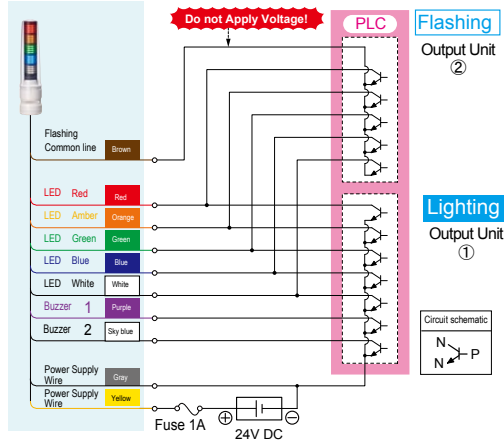 Do not Apply Voltage!
PLC
Flashing
Output Unit
②
Flashing
Common line
Brown
LED Red
Red
LED Amber
Orange
LED Green
Green
LED Blue
Blue
LED White
White
Buzzer 1
Purple
Buzzer 2
Sky blue
Lighting
Output Unit
①
Circuit schematic
N
P
N
Power Supply
Wire
Gray
Power Supply
Wire
Yellow
Fuse 1A
⊕
⊖
24V DC